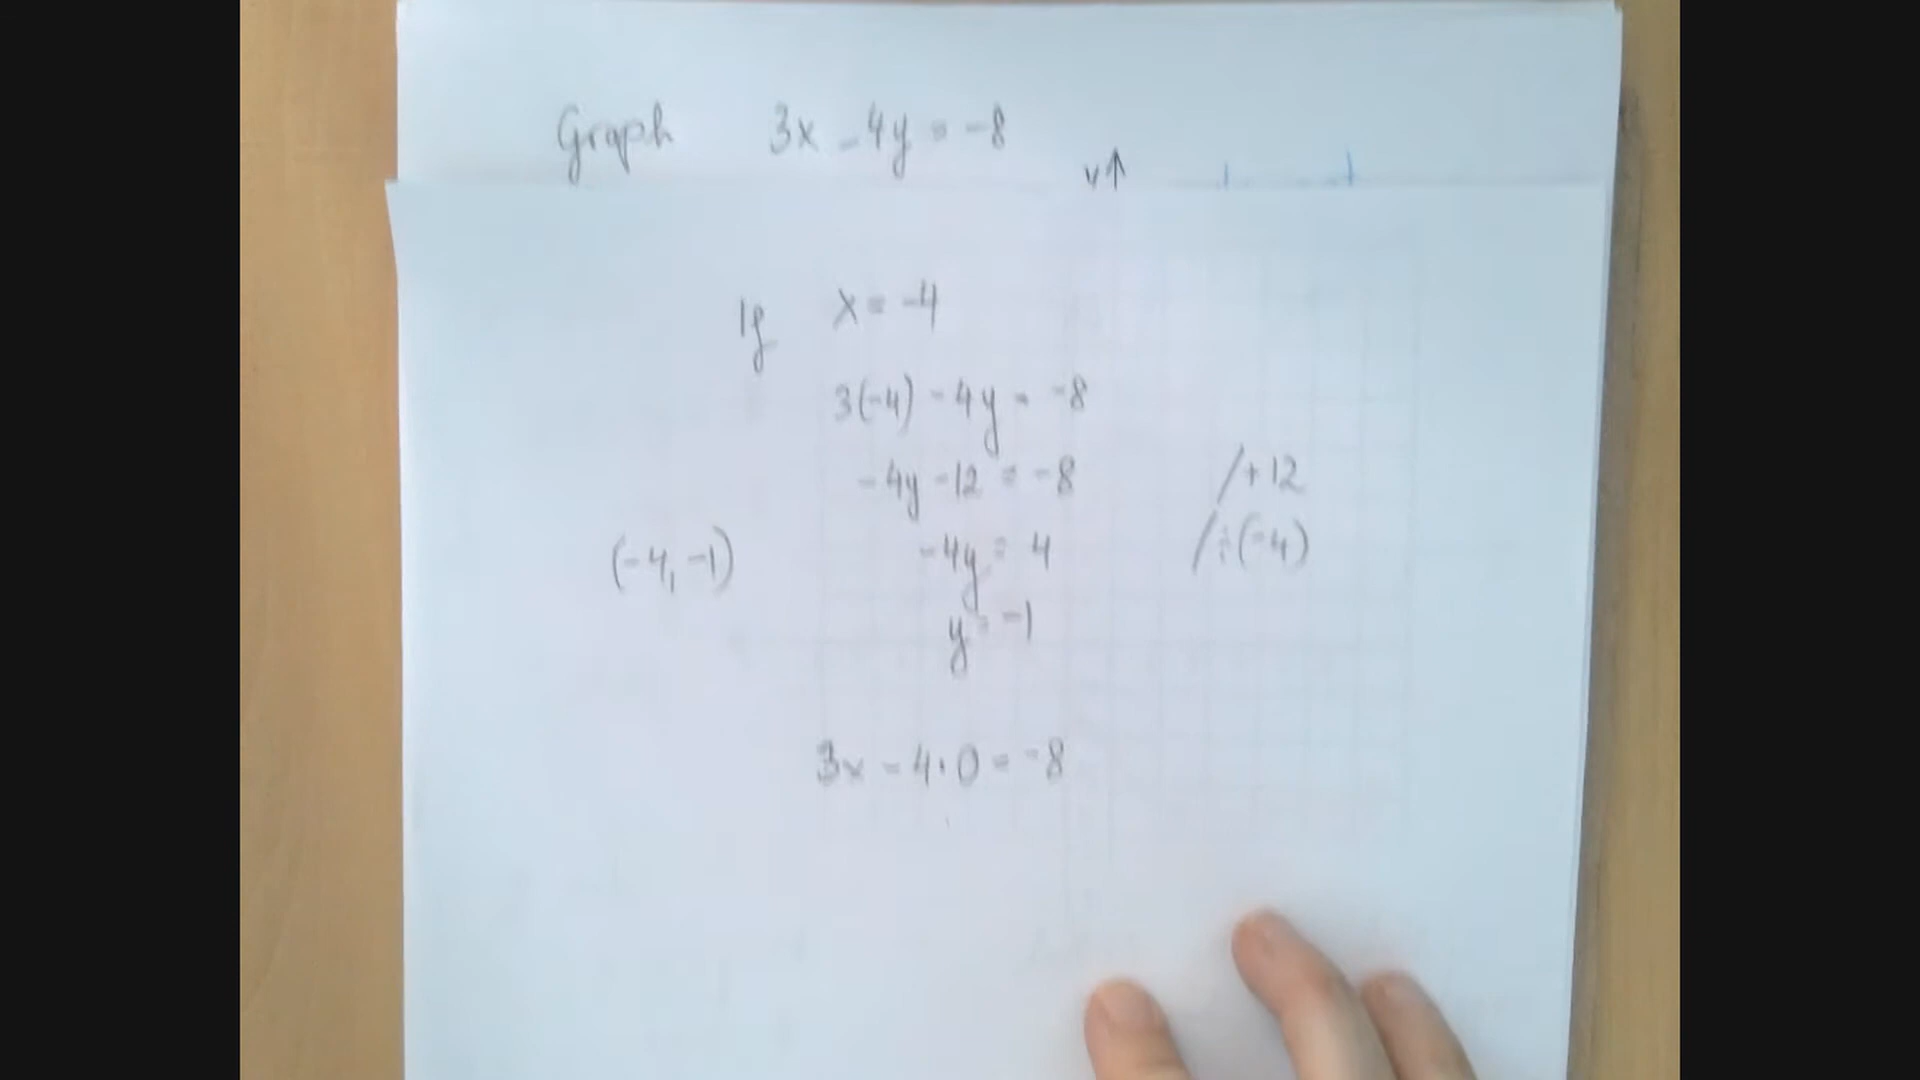 Graph 3x - 4y = -8
y↑
If x = -4
3(-4) - 4y = -8
-4y - 12 = -8 /+12
-4y = 4 /÷(-4)
(-4, -1)
y = -1
3x - 4·0 = -8